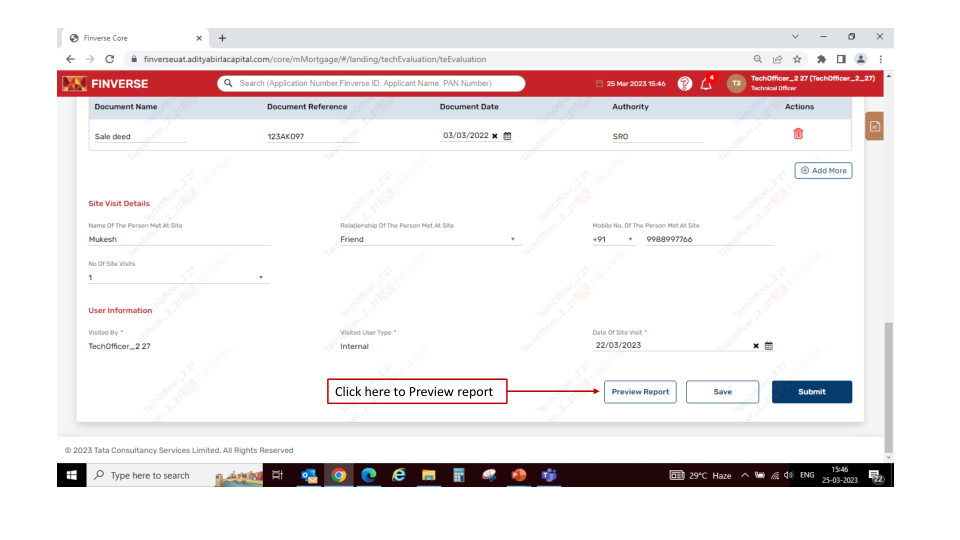 Finverse Core
finverseuat.adityabirlacapital.com/core/mMortgage/#/landing/techEvaluation/teEvaluation
FINVERSE
Search (Application Number,Finverse ID, Applicant Name, PAN Number)
25 Mar 2023 15:46
4
T2
TechOfficer_2 27 (TechOfficer_2_27)
Technical Officer
Document Name Document Reference Document Date Authority Actions
Sale deed 123AK097 03/03/2022 SRO
Add More
Site Visit Details
Name Of The Person Met At Site Relationship Of The Person Met At Site Mobile No. Of The Person Met At Site
Mukesh Friend +91 9988997766
No Of Site Visits
1
User Information
Visited By * Visited User Type * Date Of Site Visit *
TechOfficer_2 27 Internal 22/03/2023
Click here to Preview report
Preview Report Save Submit
© 2023 Tata Consultancy Services Limited. All Rights Reserved
Type here to search
29°C Haze ENG 15:46
25-03-2023
22